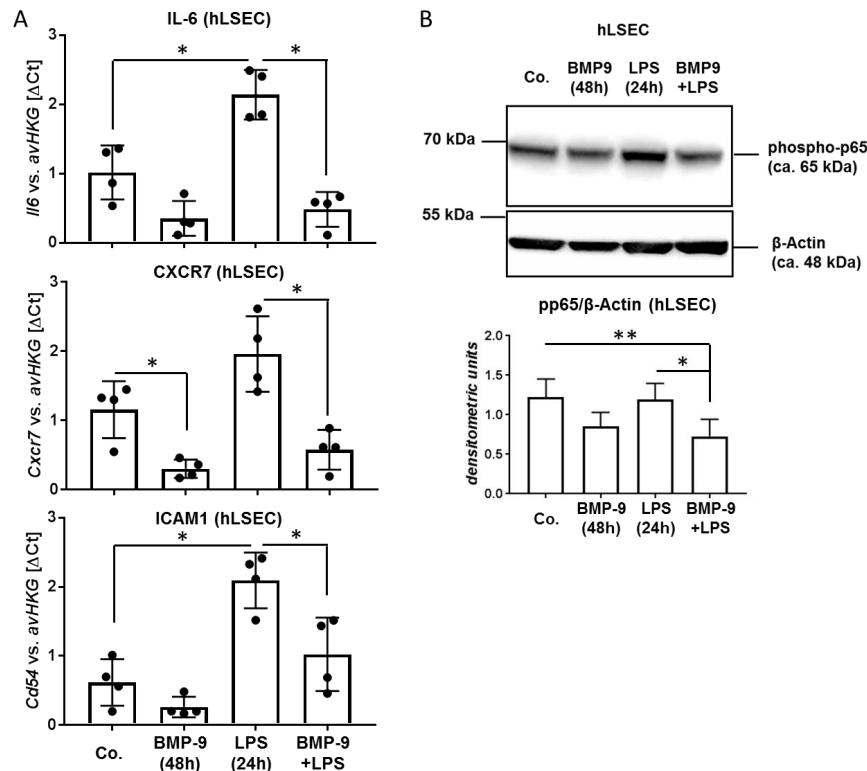 A
IL-6 (hLSEC)
Il6 vs. avHKG [ΔCt]
3
2
1
0
*
*
CXCR7 (hLSEC)
Cxcr7 vs. avHKG [ΔCt]
3
2
1
0
*
*
ICAM1 (hLSEC)
Cd54 vs. avHKG [ΔCt]
3
2
1
0
*
*
Co.
BMP-9
(48h)
LPS
(24h)
BMP-9
+LPS
B
hLSEC
Co.
BMP9
(48h)
LPS
(24h)
BMP9
+LPS
70 kDa
55 kDa
phospho-p65
(ca. 65 kDa)
β-Actin
(ca. 48 kDa)
pp65/β-Actin (hLSEC)
densitometric units
2.0
1.5
1.0
0.5
0.0
**
*
Co.
BMP-9
(48h)
LPS
(24h)
BMP-9
+LPS